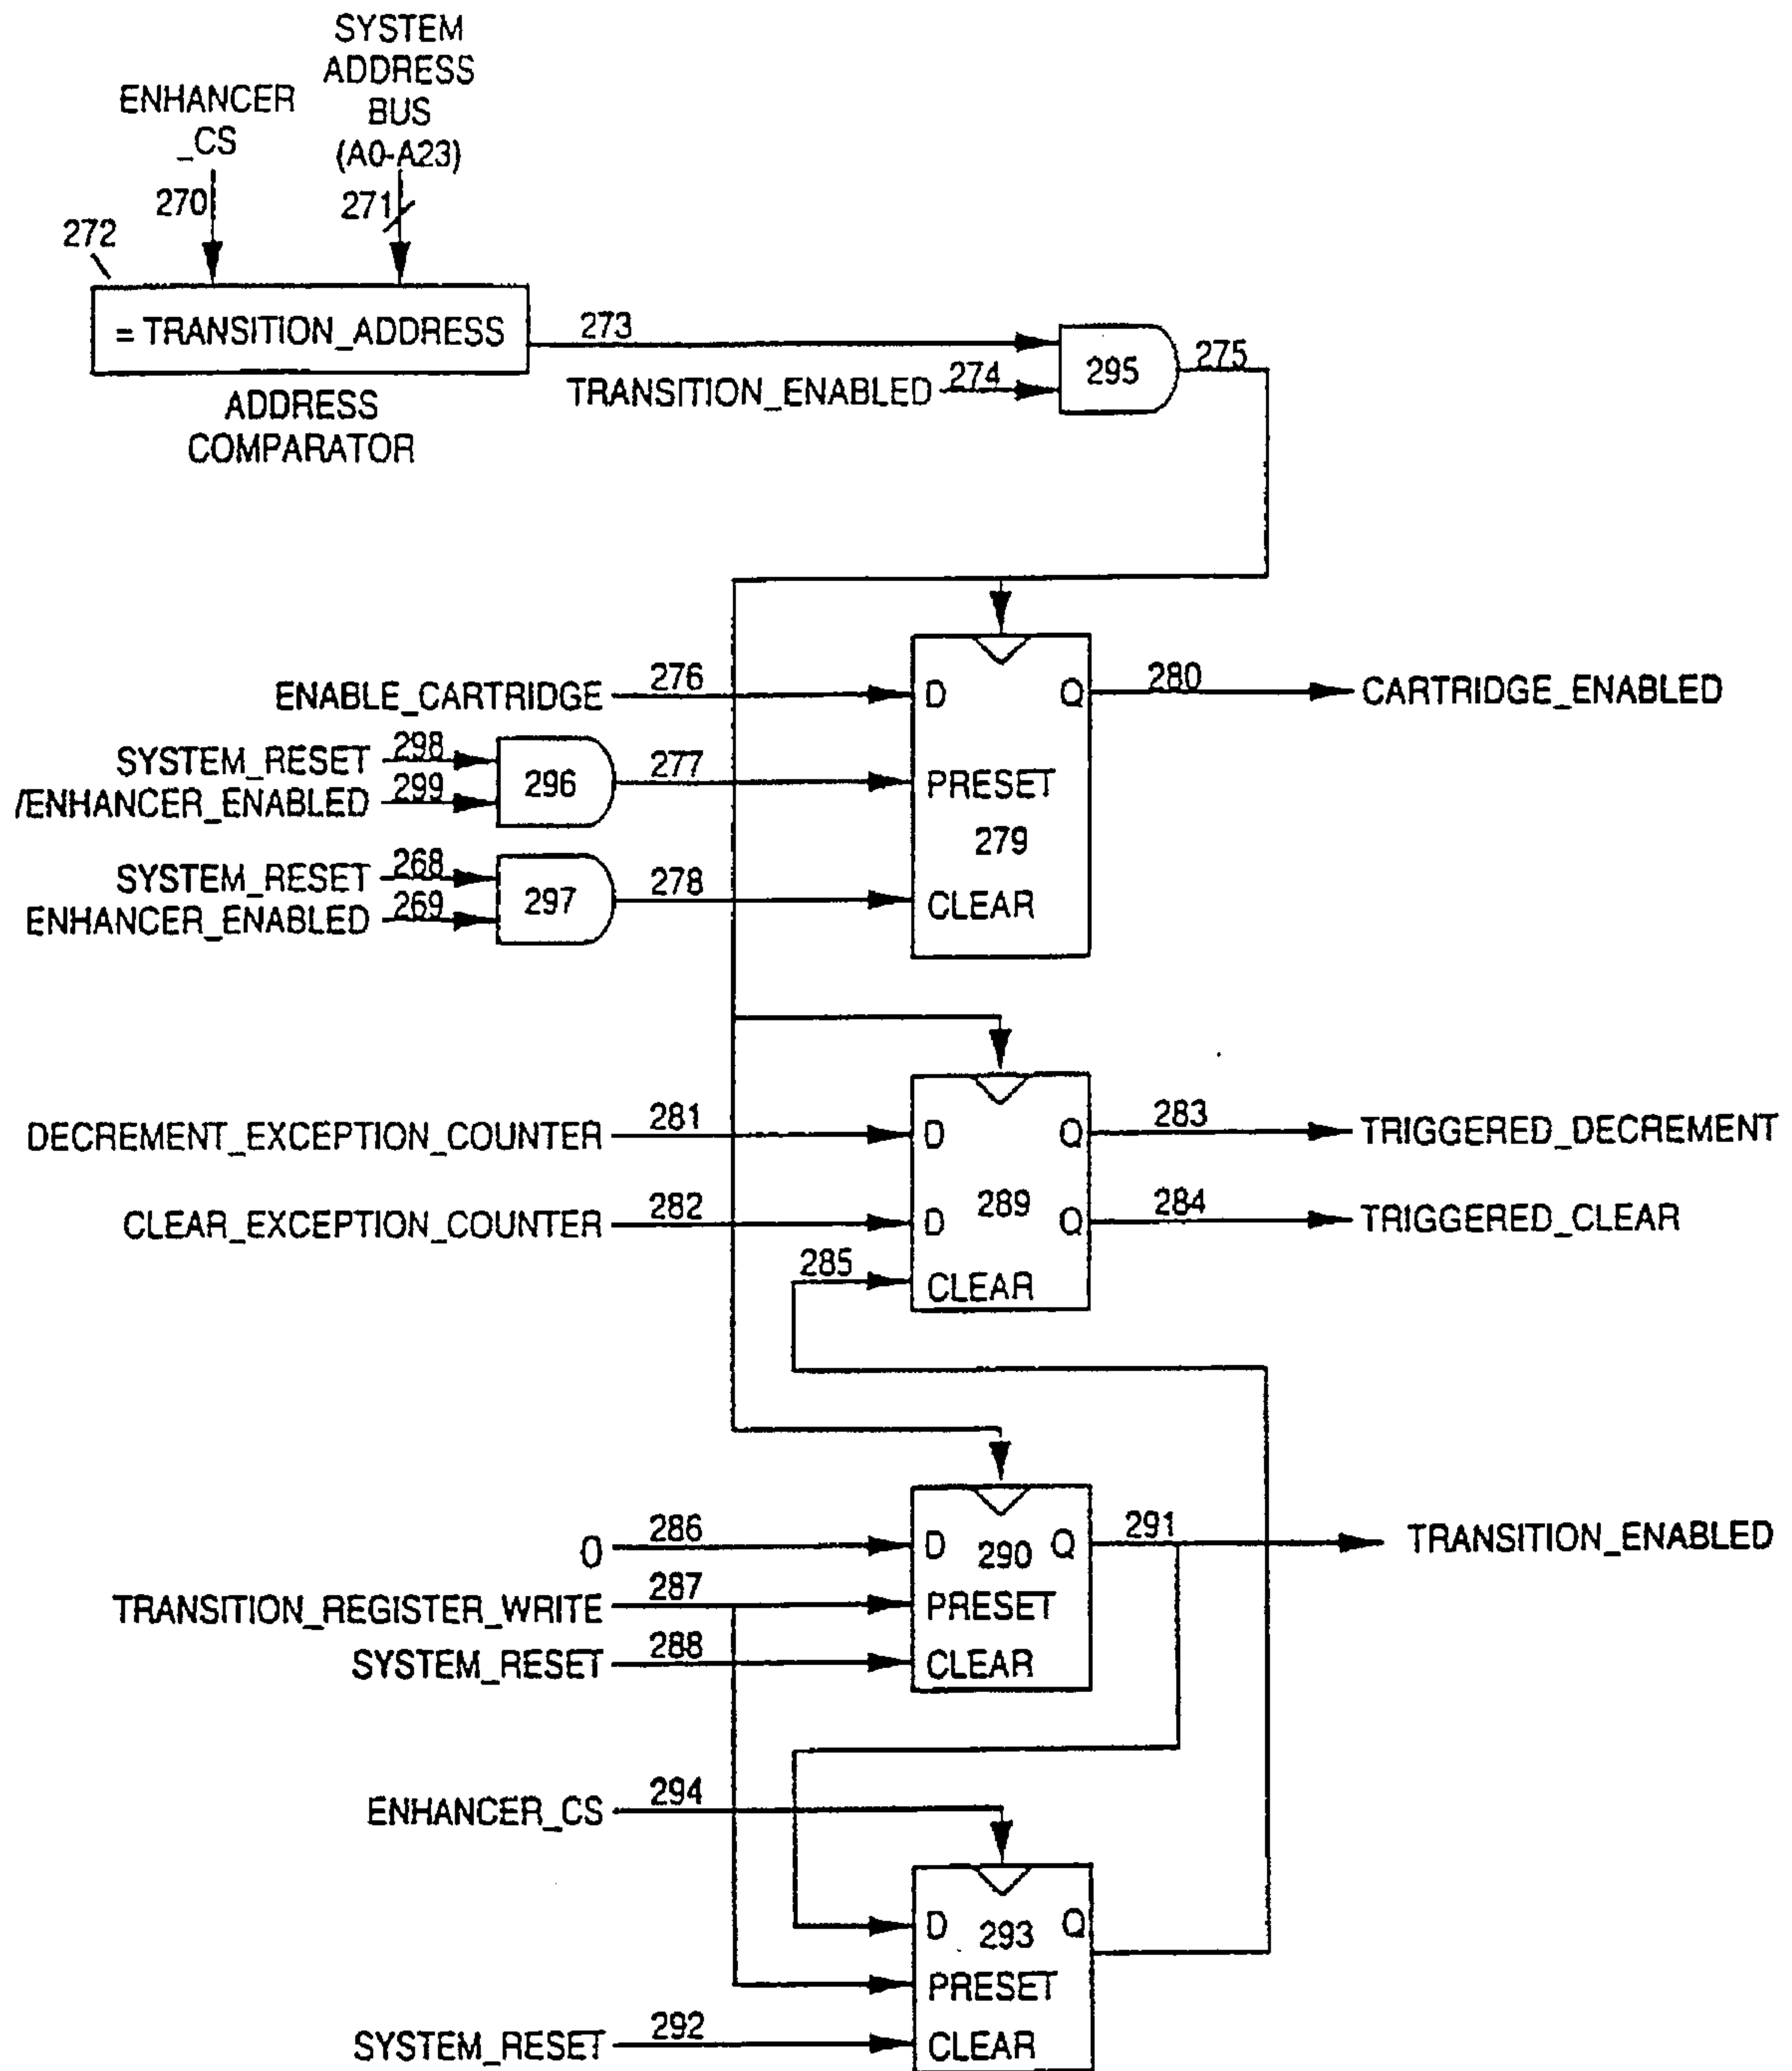 SYSTEM
ADDRESS
BUS
(A0-A23)
ENHANCER
_CS
270
271
272
= TRANSITION_ADDRESS
ADDRESS
COMPARATOR
273
TRANSITION_ENABLED 274
295
275
ENABLE_CARTRIDGE 276
D
Q
280
CARTRIDGE_ENABLED
SYSTEM_RESET 298
/ENHANCER_ENABLED 299
296
277
PRESET
279
SYSTEM_RESET 268
ENHANCER_ENABLED 269
297
278
CLEAR
DECREMENT_EXCEPTION_COUNTER 281
D
Q
283
TRIGGERED_DECREMENT
CLEAR_EXCEPTION_COUNTER 282
D
289
Q
284
TRIGGERED_CLEAR
285
CLEAR
0 286
D
290
Q
291
TRANSITION_ENABLED
TRANSITION_REGISTER_WRITE 287
PRESET
SYSTEM_RESET 288
CLEAR
ENHANCER_CS 294
D
293
Q
PRESET
SYSTEM_RESET 292
CLEAR